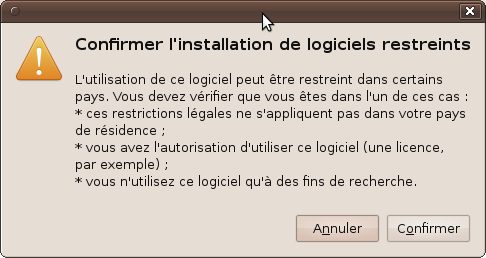 Confirmer l'installation de logiciels restreints
L'utilisation de ce logiciel peut être restreint dans certains
pays. Vous devez vérifier que vous êtes dans l'un de ces cas :
* ces restrictions légales ne s'appliquent pas dans votre pays
de résidence ;
* vous avez l'autorisation d'utiliser ce logiciel (une licence,
par exemple) ;
* vous n'utilisez ce logiciel qu'à des fins de recherche.
Annuler Confirmer